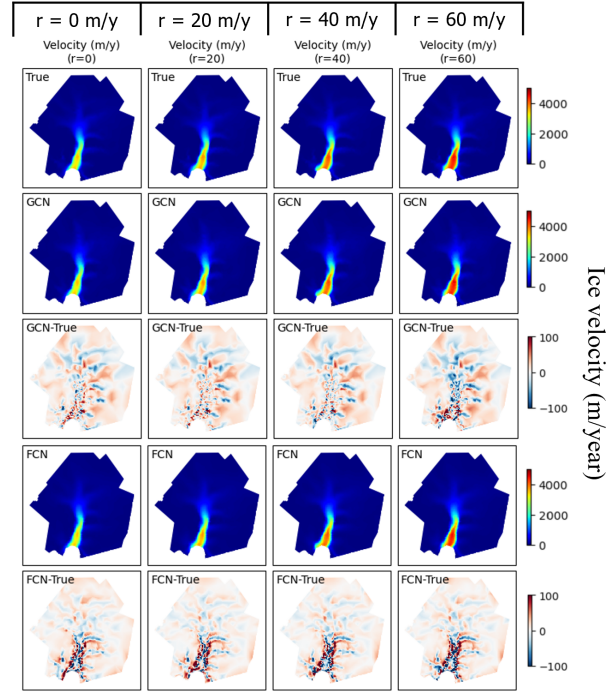 r = 0 m/y r = 20 m/y r = 40 m/y r = 60 m/y
Velocity (m/y) Velocity (m/y) Velocity (m/y) Velocity (m/y)
(r=0) (r=20) (r=40) (r=60)
True True True True
4000
2000
0
GCN GCN GCN GCN
4000
2000
0
GCN-True GCN-True GCN-True GCN-True
100
0
−100
FCN FCN FCN FCN
4000
2000
0
FCN-True FCN-True FCN-True FCN-True
100
0
−100
Ice velocity (m/year)